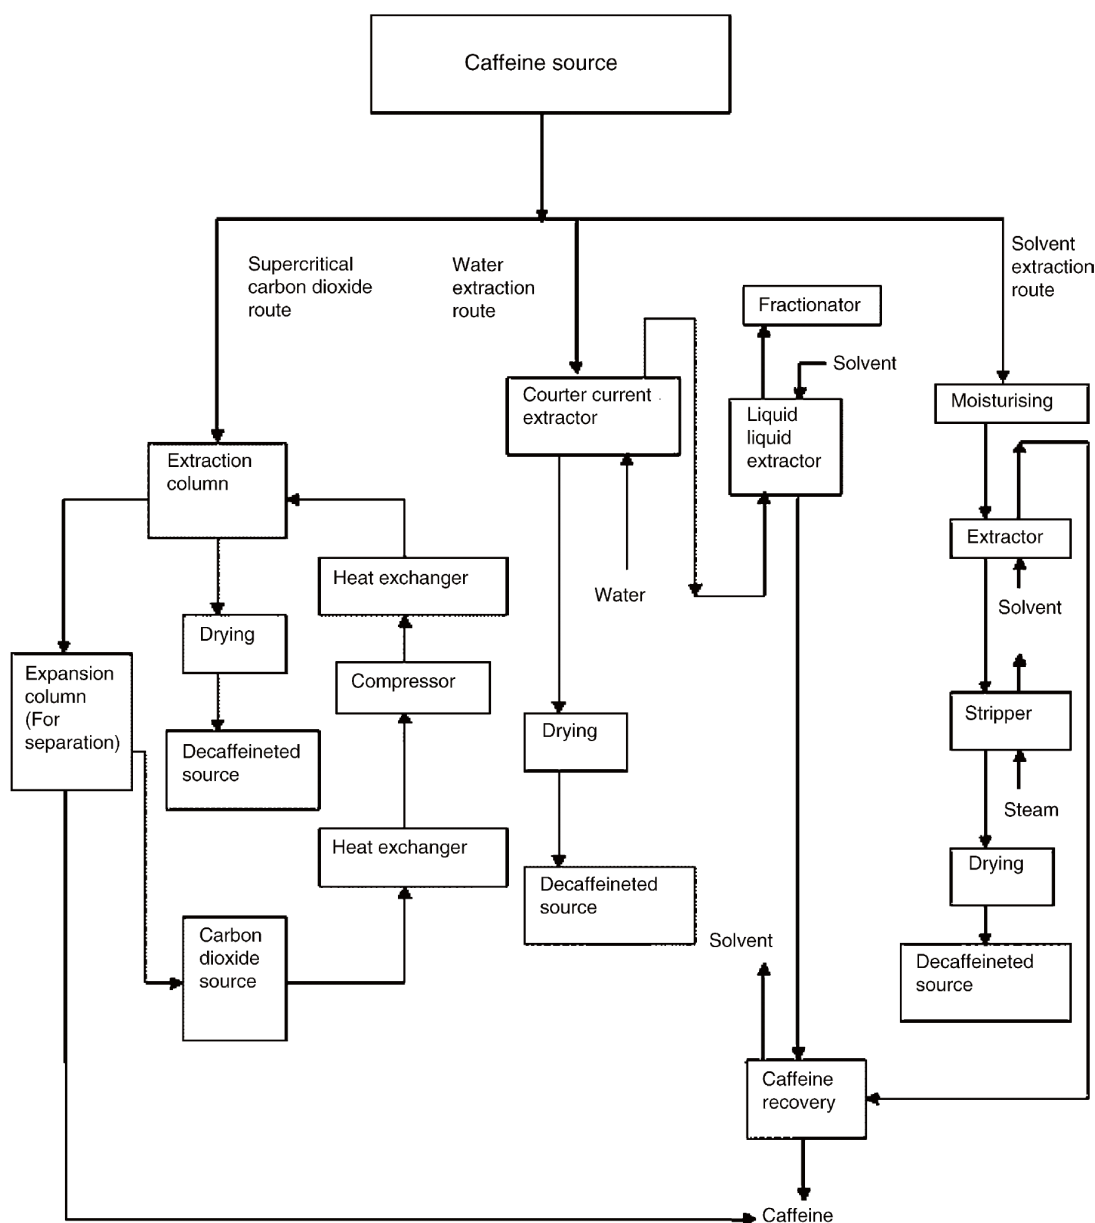 Caffeine source
Supercritical
carbon dioxide
route
Water
extraction
route
Solvent
extraction
route
Fractionator
Solvent
Courter current
extractor
Liquid
liquid
extractor
Moisturising
Extraction
column
Extractor
Heat exchanger
Water
Solvent
Drying
Expansion
column
(For
separation)
Compressor
Stripper
Drying
Decaffeineted
source
Steam
Heat exchanger
Drying
Decaffeineted
source
Carbon
dioxide
source
Solvent
Decaffeineted
source
Caffeine
recovery
Caffeine